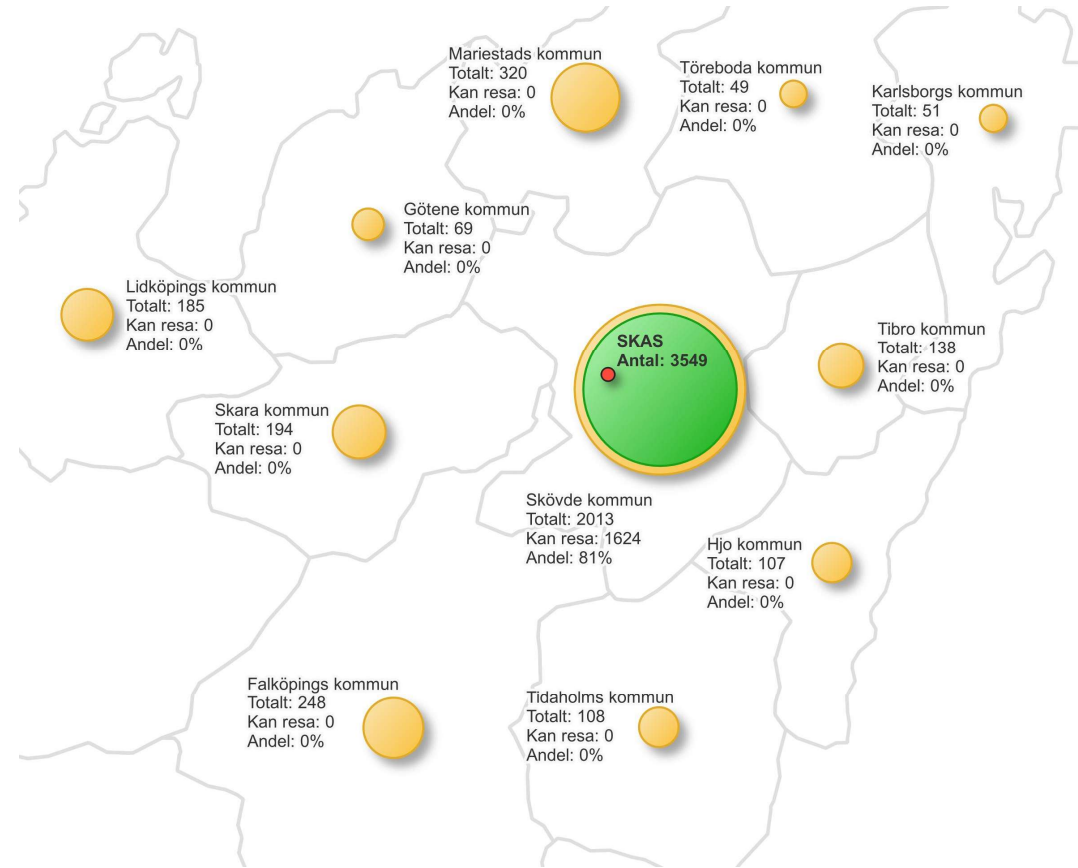 Mariestads kommun
Totalt: 320
Kan resa: 0
Andel: 0%
Töreboda kommun
Totalt: 49
Kan resa: 0
Andel: 0%
Karlsborgs kommun
Totalt: 51
Kan resa: 0
Andel: 0%
Götene kommun
Totalt: 69
Kan resa: 0
Andel: 0%
Lidköpings kommun
Totalt: 185
Kan resa: 0
Andel: 0%
SKAS
Antal: 3549
Tibro kommun
Totalt: 138
Kan resa: 0
Andel: 0%
Skara kommun
Totalt: 194
Kan resa: 0
Andel: 0%
Skövde kommun
Totalt: 2013
Kan resa: 1624
Andel: 81%
Hjo kommun
Totalt: 107
Kan resa: 0
Andel: 0%
Falköpings kommun
Totalt: 248
Kan resa: 0
Andel: 0%
Tidaholms kommun
Totalt: 108
Kan resa: 0
Andel: 0%